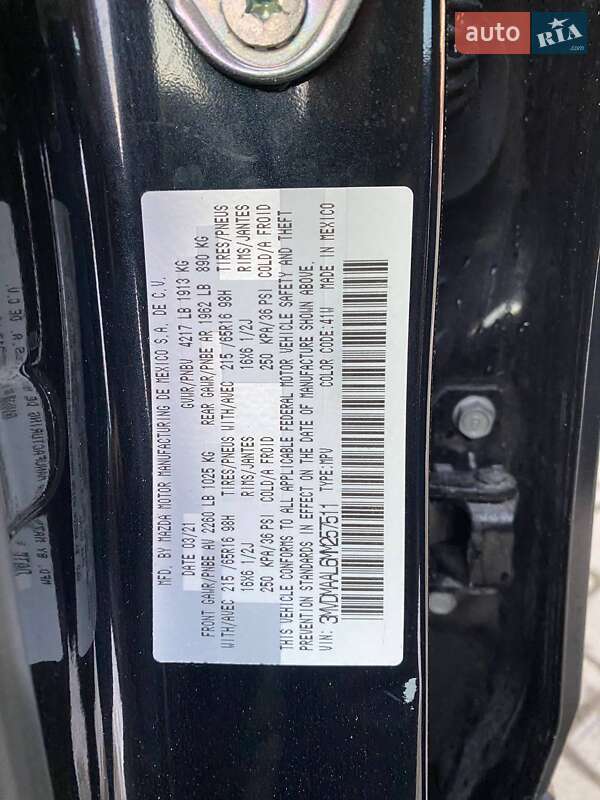 auto RIA.com
MFD. BY MAZDA MOTOR MANUFACTURING DE MEXICO S.A. DE C.V.
DATE 03/21 GVWR/PNBV 4217 LB 1913 KG
FRONT GAWR/PNBE AV 2260 LB 1025 KG REAR GAWR/PNBE AR 1962 LB 890 KG
WITH/AVEC 215/65R16 98H TIRES/PNEUS WITH/AVEC 215/65R16 98H TIRES/PNEUS
16X6 1/2J RIMS/JANTES 16X6 1/2J RIMS/JANTES
250 KPA/36 PSI COLD/A FROID 250 KPA/36 PSI COLD/A FROID
THIS VEHICLE CONFORMS TO ALL APPLICABLE FEDERAL MOTOR VEHICLE SAFETY AND THEFT
PREVENTION STANDARDS IN EFFECT ON THE DATE OF MANUFACTURE SHOWN ABOVE.
VIN: 3MVDMAAL6MM257511 TYPE:MPV COLOR CODE:41W MADE IN MEXICO